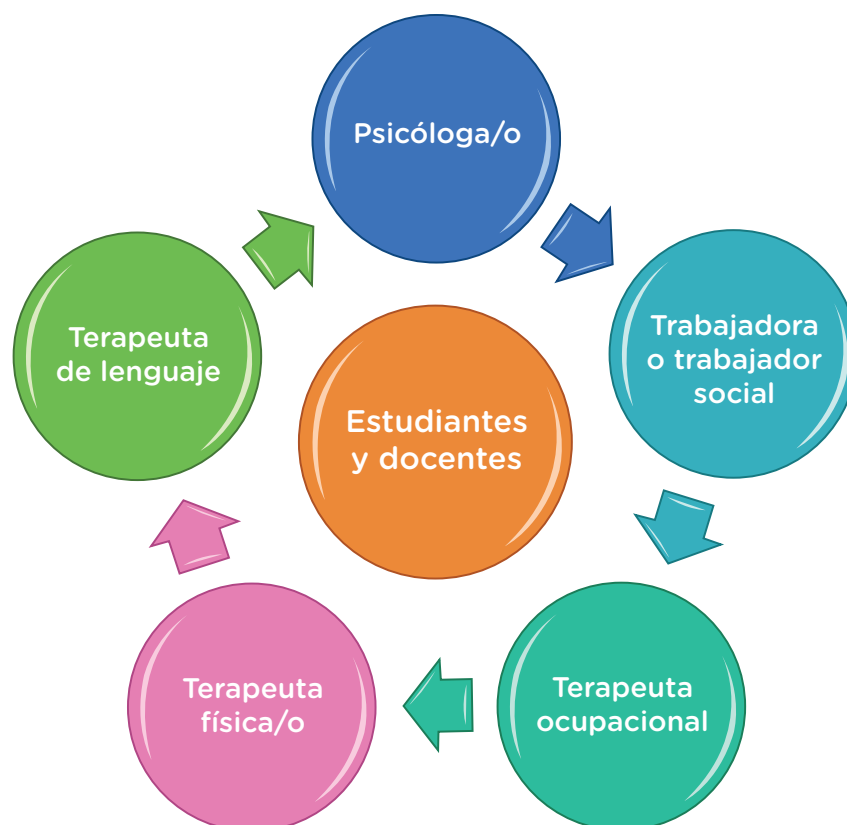 Psicóloga/o
Trabajadora
o trabajador
social
Terapeuta
ocupacional
Terapeuta
física/o
Terapeuta
de lenguaje
Estudiantes
y docentes